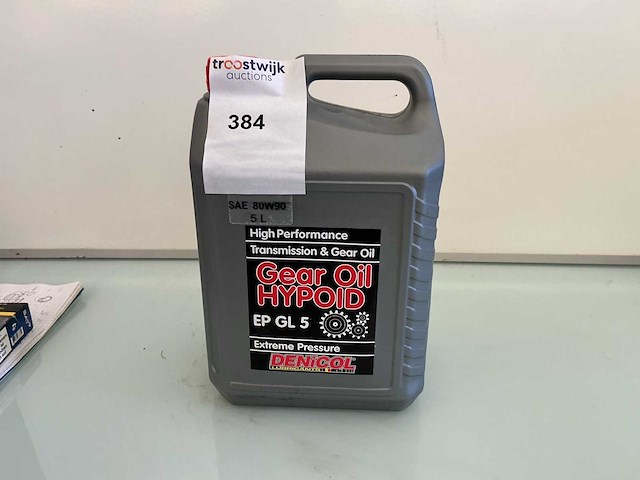 troostwijk
auctions
384
SAE 80W90
5 L
High Performance
Transmission & Gear Oil
Gear Oil
HYPOID
EP GL 5
Extreme Pressure
DENiCOL
LUBRICANTS